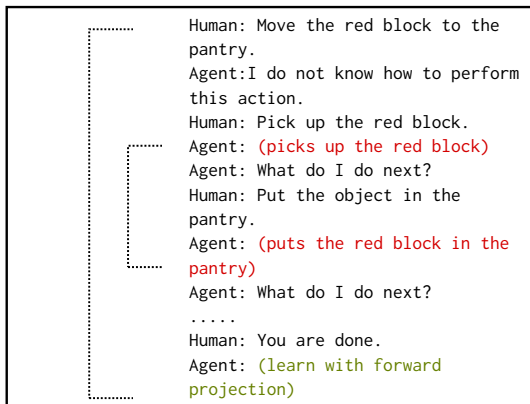 Human: Move the red block to the
pantry.
Agent:I do not know how to perform
this action.
Human: Pick up the red block.
Agent: (picks up the red block)
Agent: What do I do next?
Human: Put the object in the
pantry.
Agent: (puts the red block in the
pantry)
Agent: What do I do next?
.....
Human: You are done.
Agent: (learn with forward
projection)